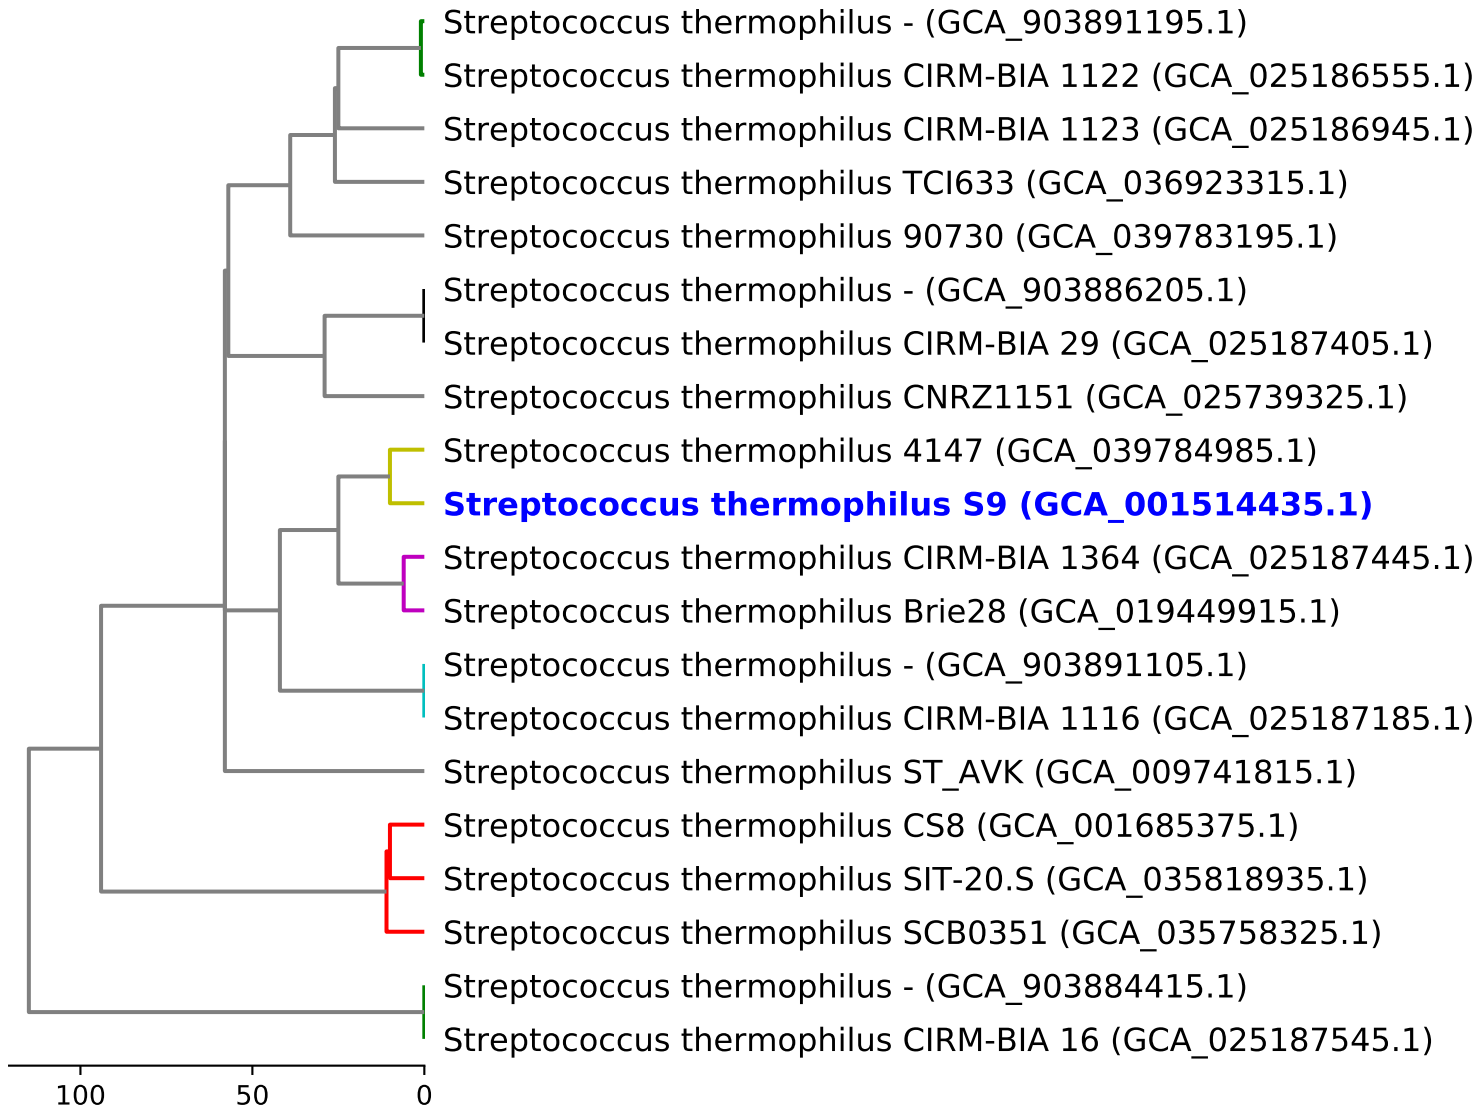 Streptococcus thermophilus - (GCA_903891195.1)
Streptococcus thermophilus CIRM-BIA 1122 (GCA_025186555.1)
Streptococcus thermophilus CIRM-BIA 1123 (GCA_025186945.1)
Streptococcus thermophilus TCI633 (GCA_036923315.1)
Streptococcus thermophilus 90730 (GCA_039783195.1)
Streptococcus thermophilus - (GCA_903886205.1)
Streptococcus thermophilus CIRM-BIA 29 (GCA_025187405.1)
Streptococcus thermophilus CNRZ1151 (GCA_025739325.1)
Streptococcus thermophilus 4147 (GCA_039784985.1)
Streptococcus thermophilus S9 (GCA_001514435.1)
Streptococcus thermophilus CIRM-BIA 1364 (GCA_025187445.1)
Streptococcus thermophilus Brie28 (GCA_019449915.1)
Streptococcus thermophilus - (GCA_903891105.1)
Streptococcus thermophilus CIRM-BIA 1116 (GCA_025187185.1)
Streptococcus thermophilus ST_AVK (GCA_009741815.1)
Streptococcus thermophilus CS8 (GCA_001685375.1)
Streptococcus thermophilus SIT-20.S (GCA_035818935.1)
Streptococcus thermophilus SCB0351 (GCA_035758325.1)
Streptococcus thermophilus - (GCA_903884415.1)
Streptococcus thermophilus CIRM-BIA 16 (GCA_025187545.1)
100 50 0